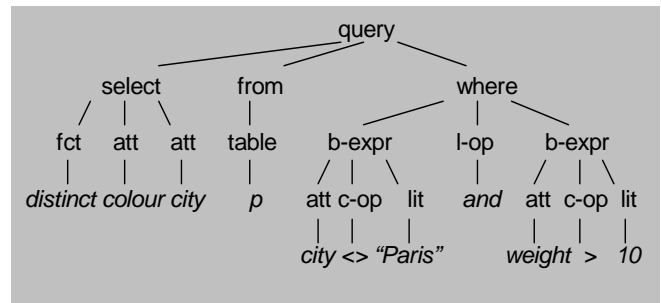 query
select from where
fct att att table b-expr l-op b-expr
distinct colour city p att c-op lit and att c-op lit
city <> “Paris” weight > 10